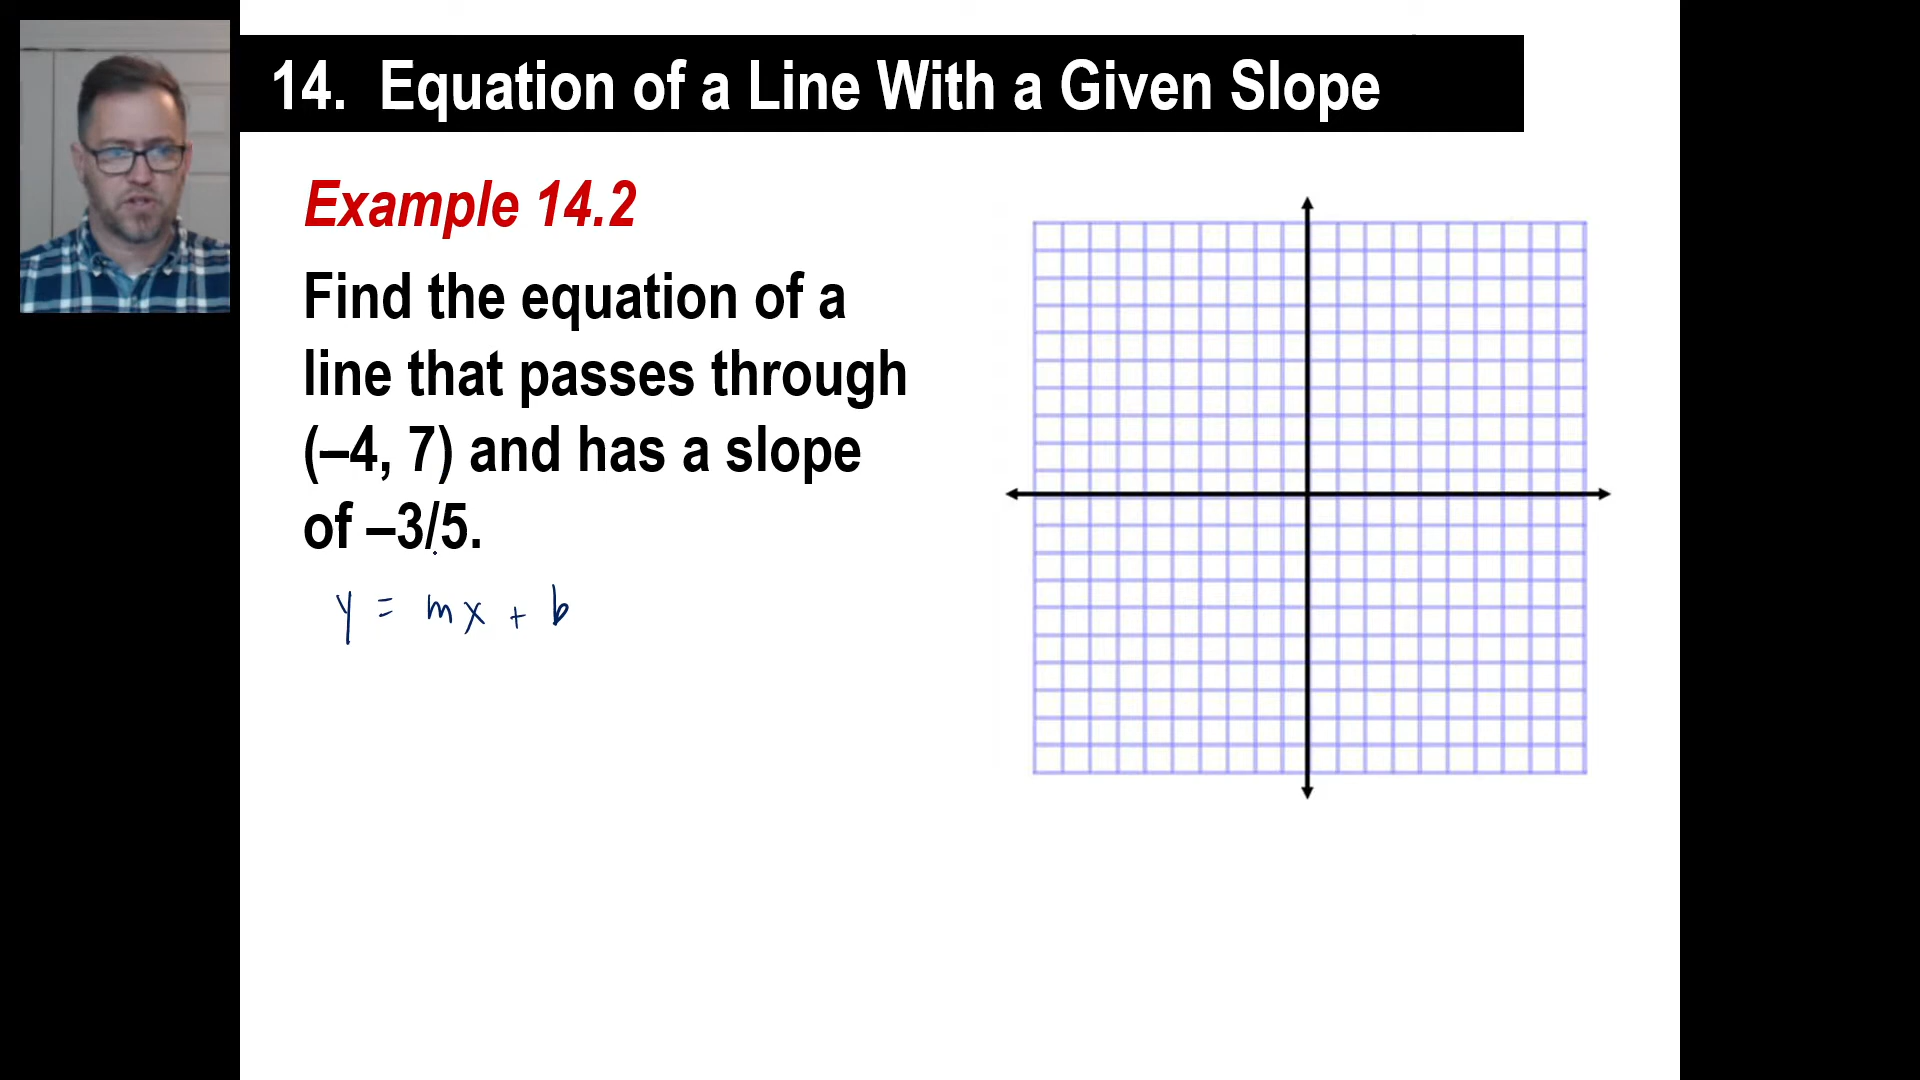 14. Equation of a Line With a Given Slope
Example 14.2
Find the equation of a
line that passes through
(–4, 7) and has a slope
of –3/5.
y = mx + b